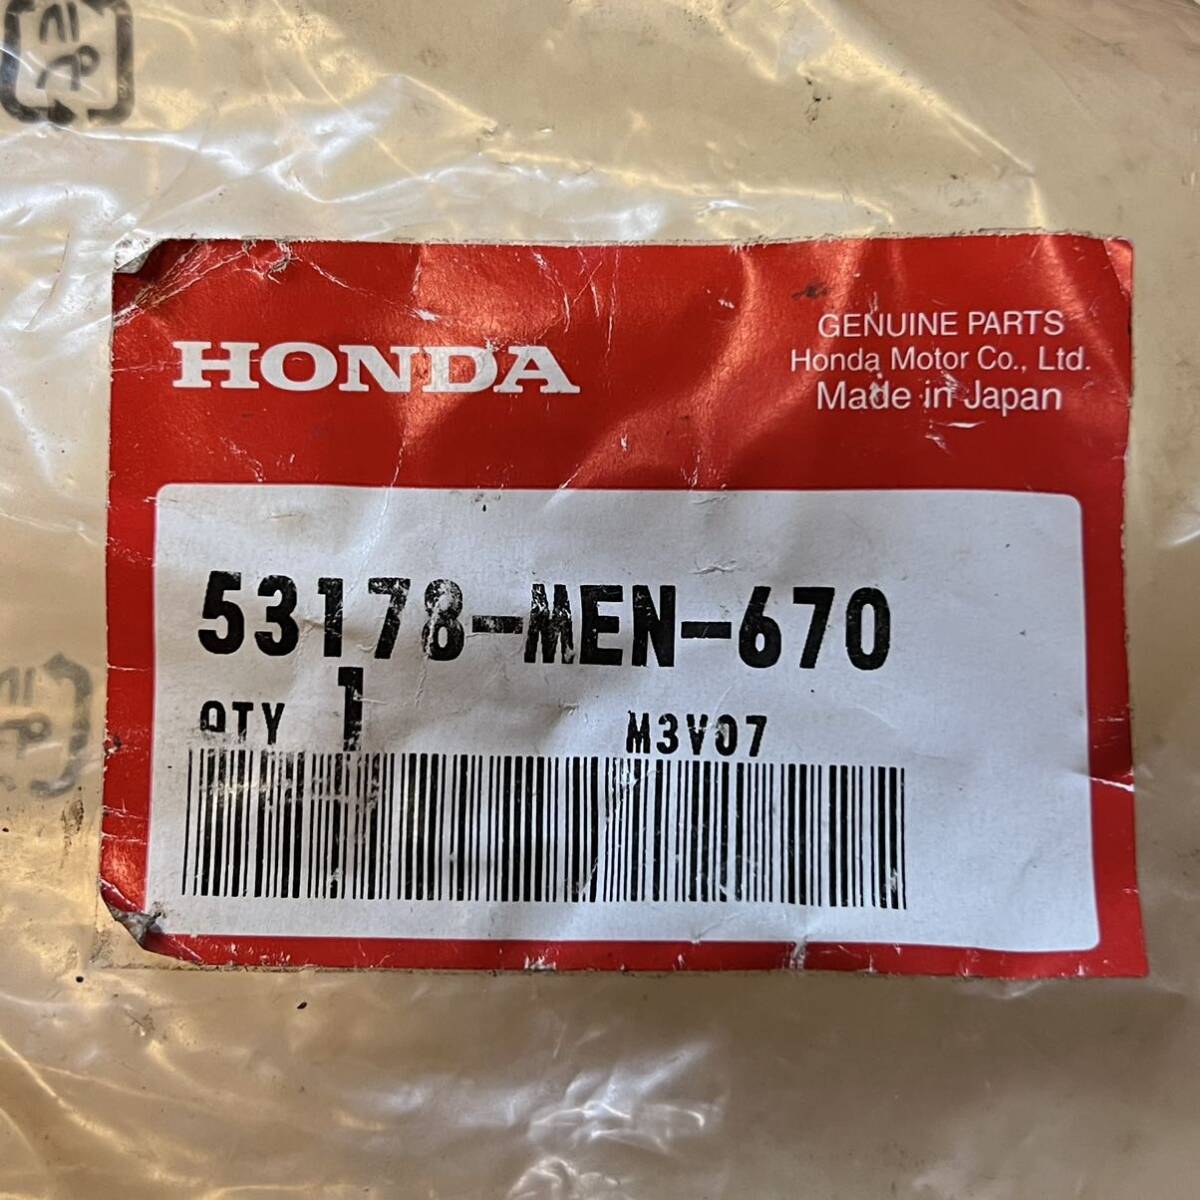 HONDA
GENUINE PARTS
Honda Motor Co., Ltd.
Made in Japan
53178-MEN-670
QTY 1 M3V07